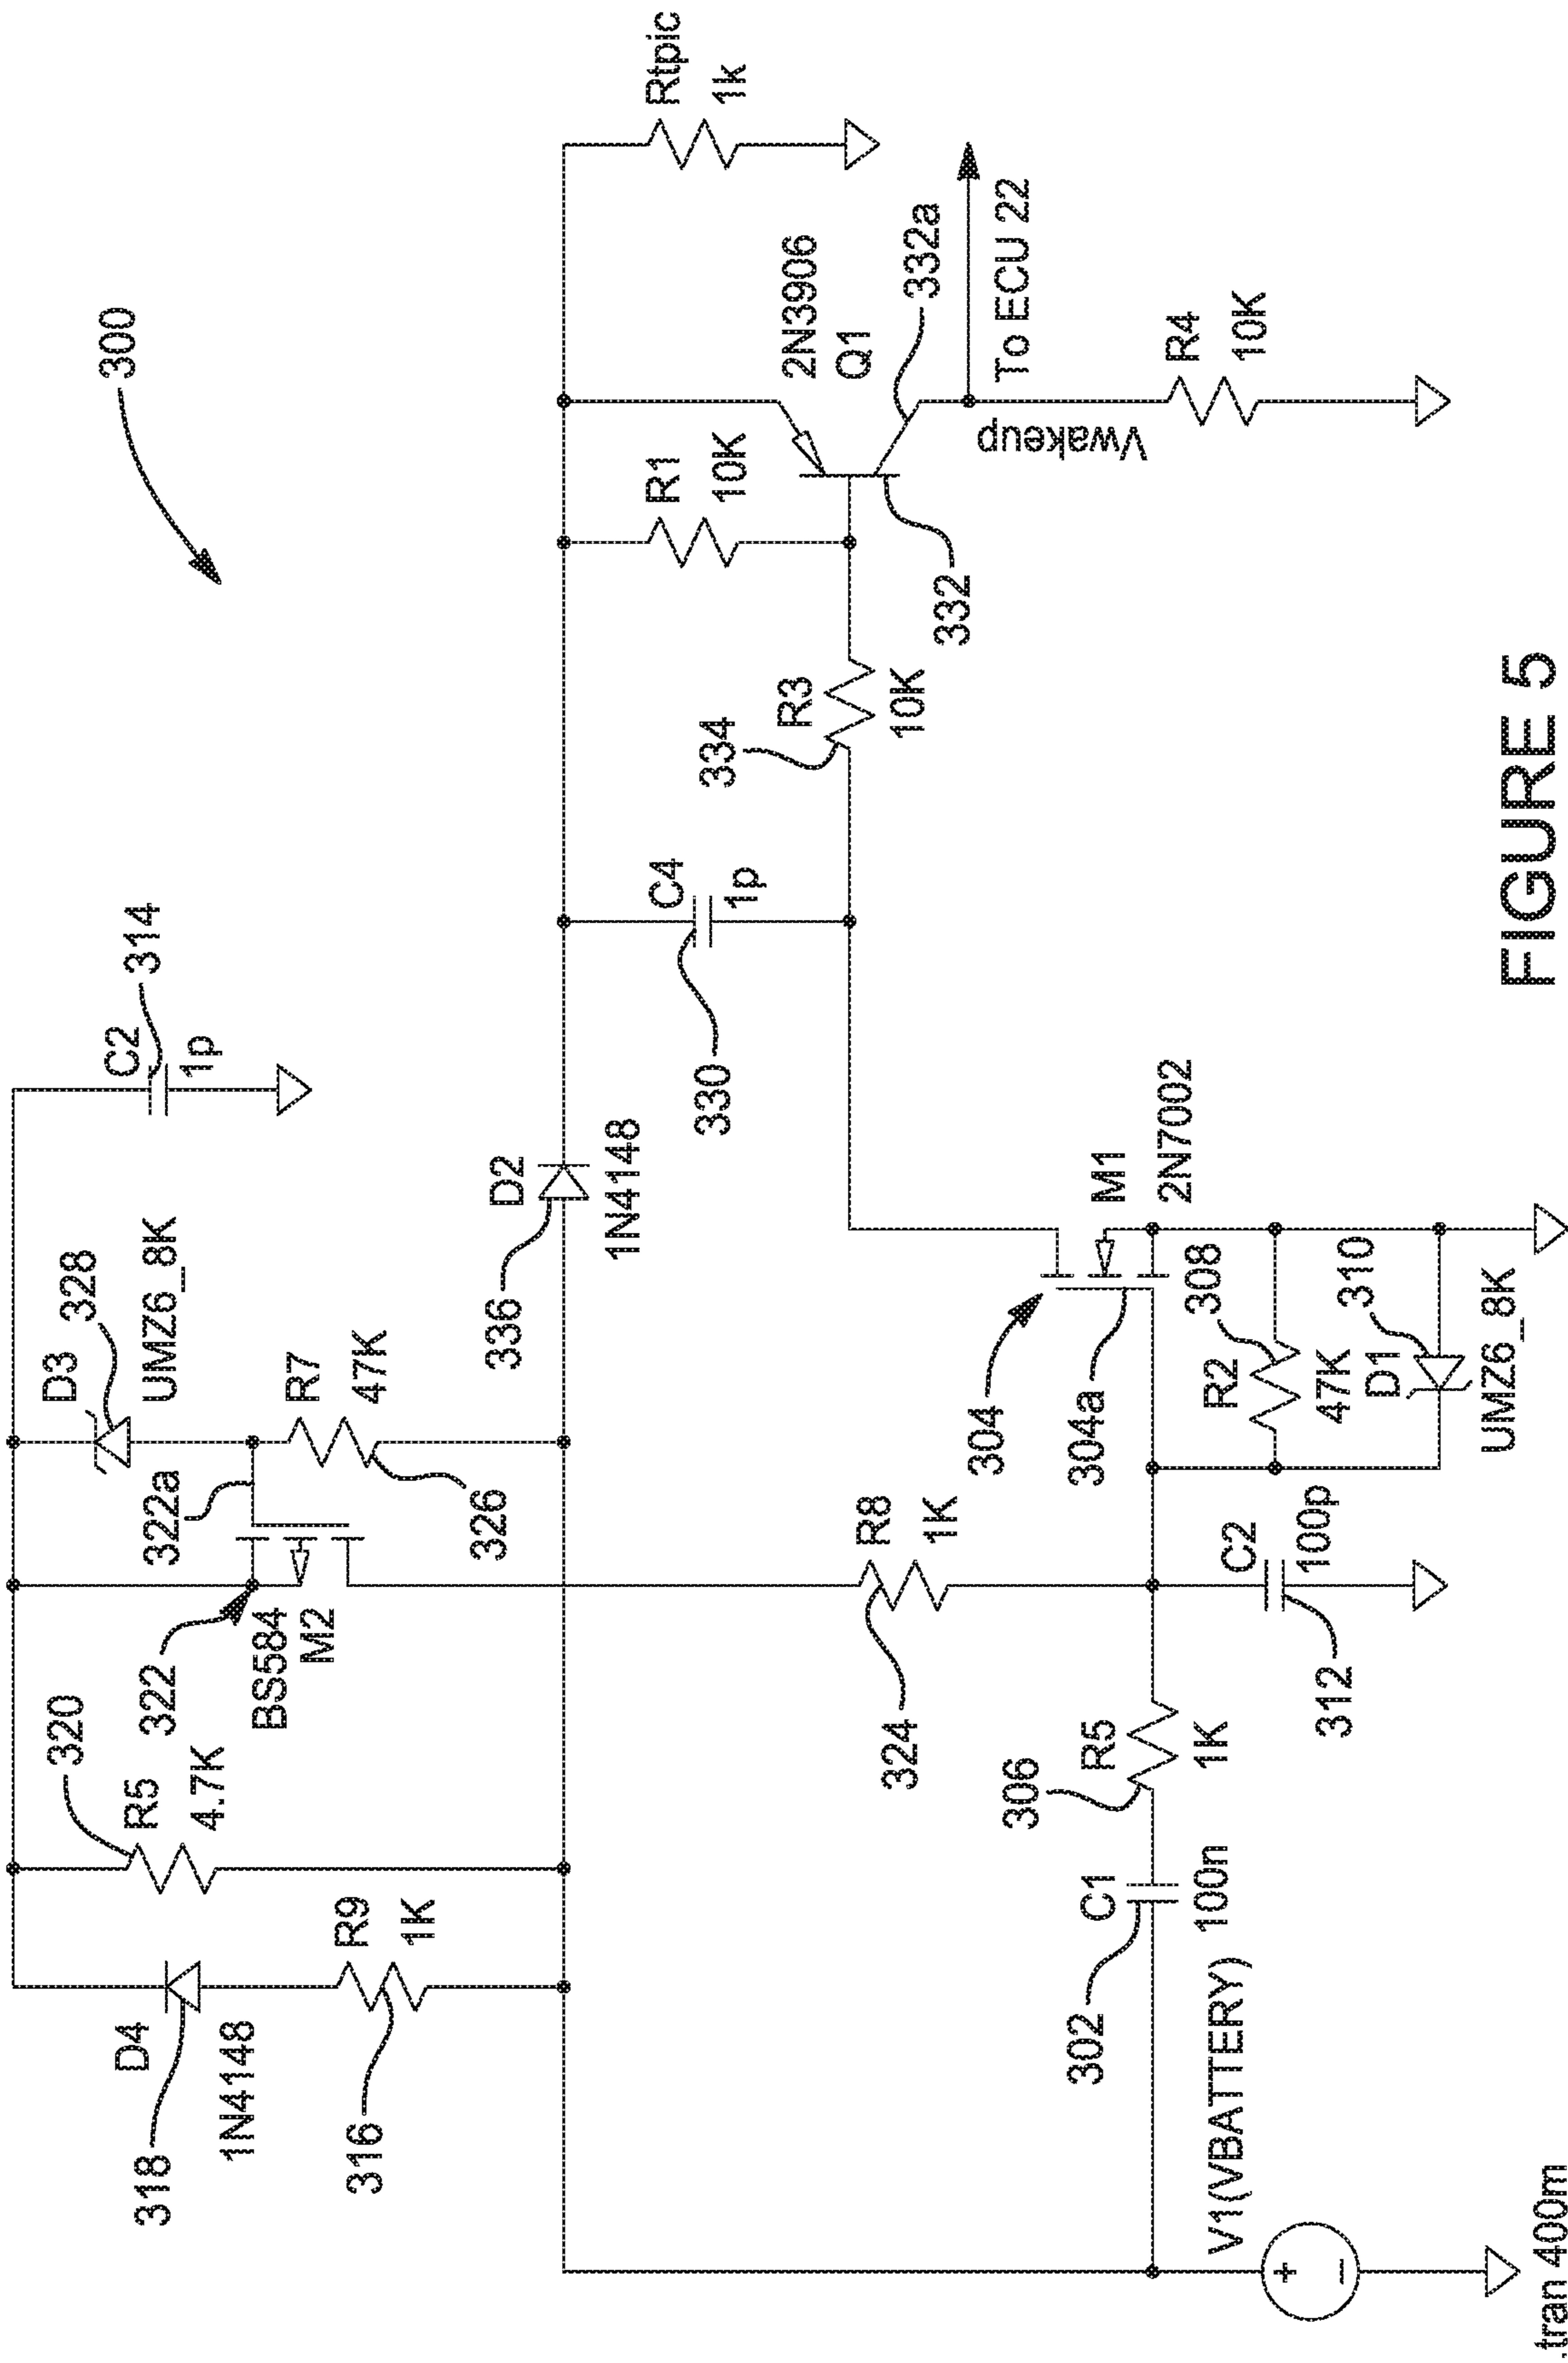 300
C2
314
1p
D3
328
UMZ6_8K
322a
R7
47K
326
320
R5
4.7K
322
BS584
M2
D4
318
1N4148
R9
1K
316
D2
336
1N4148
C4
330
1p
334
R3
10K
R1
10K
2N3906
Q1
332
332a
Rtpic
1k
Vwakeup
To ECU 22
R4
10K
R8
1K
324
304
304a
M1
2N7002
308
R2
47K
310
D1
UMZ6_8K
C2
100p
312
306
R5
1K
302
C1
100n
V1(VBATTERY)
+
−
.tran 400m
FIGURE 5